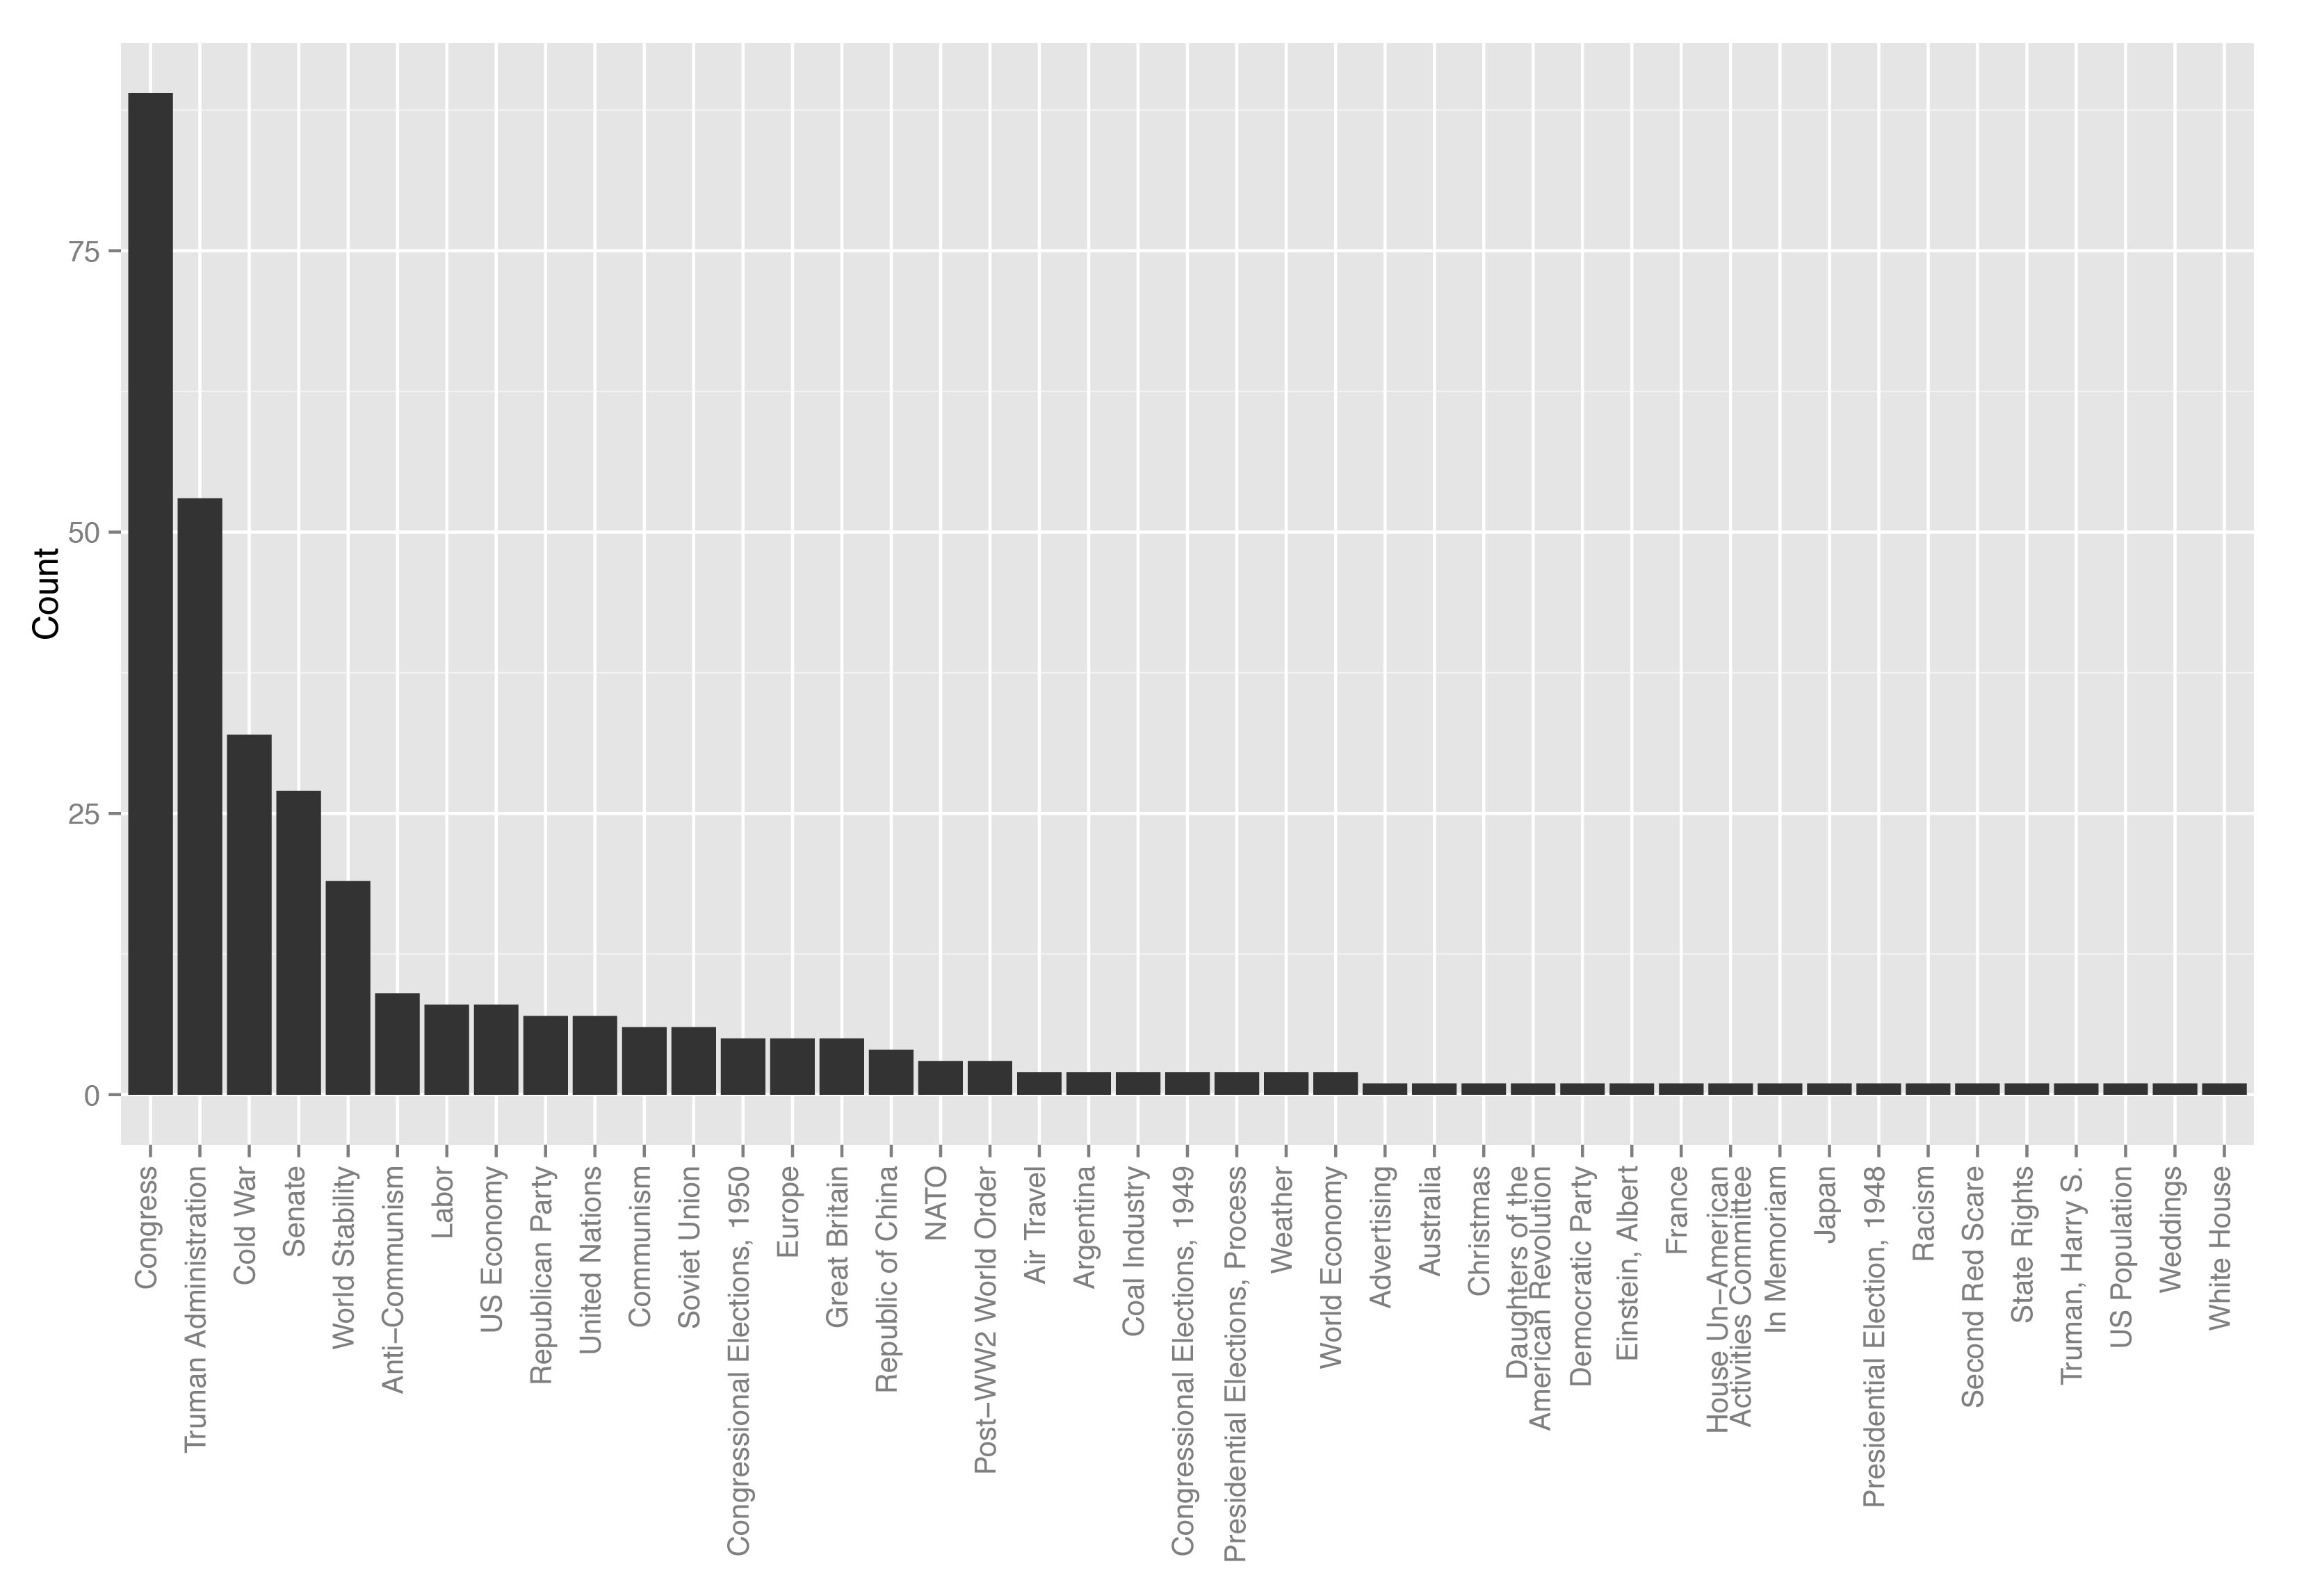 Count
75
50
25
0
Congress
Truman Administration
Cold War
Senate
World Stability
Anti−Communism
Labor
US Economy
Republican Party
United Nations
Communism
Soviet Union
Congressional Elections, 1950
Europe
Great Britain
Republic of China
NATO
Post−WW2 World Order
Air Travel
Argentina
Coal Industry
Congressional Elections, 1949
Presidential Elections, Process
Weather
World Economy
Advertising
Australia
Christmas
Daughters of the
American Revolution
Democratic Party
Einstein, Albert
France
House Un−American
Activities Committee
In Memoriam
Japan
Presidential Election, 1948
Racism
Second Red Scare
State Rights
Truman, Harry S.
US Population
Weddings
White House